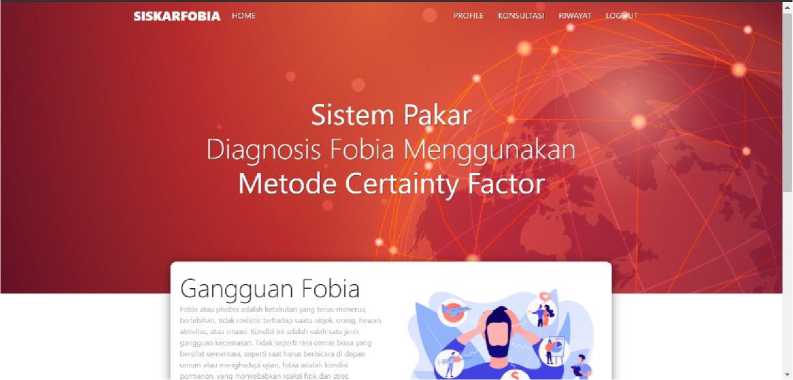 SISKARFOBIA HOME PROFILE KONSULTASI RIWAYAT LOGOUT
Sistem Pakar
Diagnosis Fobia Menggunakan
Metode Certainty Factor
Gangguan Fobia
Fobia atau phobia adalah ketakutan yang terus-menerus,
berlebihan, tidak realistis terhadap suatu objek, orang, hewan,
aktivitas, atau situasi. Kondisi ini adalah salah satu jenis
gangguan kecemasan. Tidak seperti rasa cemas biasa yang
bersifat sementara, seperti saat harus berbicara di depan
umum atau menghadapi ujian, fobia adalah kondisi
permanen, yang menyebabkan reaksi fisik dan stres